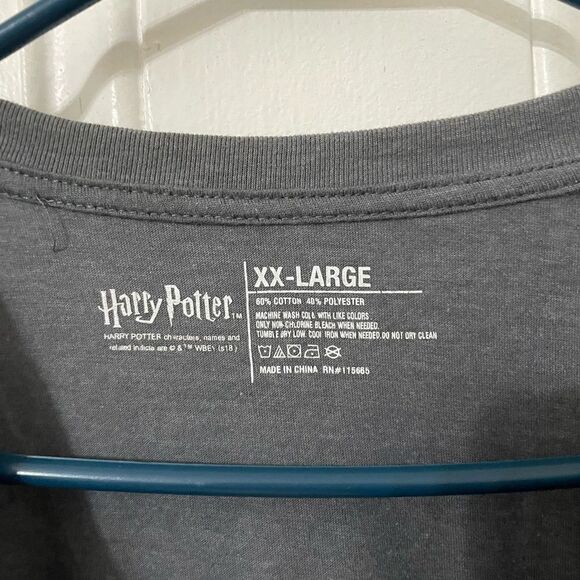 Harry Potter™
HARRY POTTER characters, names and
related indicia are © & ™ WBEI (s18)
XX-LARGE
60% COTTON 40% POLYESTER
MACHINE WASH COLD WITH LIKE COLORS
ONLY NON-CHLORINE BLEACH WHEN NEEDED.
TUMBLE DRY LOW. COOL IRON WHEN NEEDED. DO NOT DRY CLEAN
MADE IN CHINA RN#115665